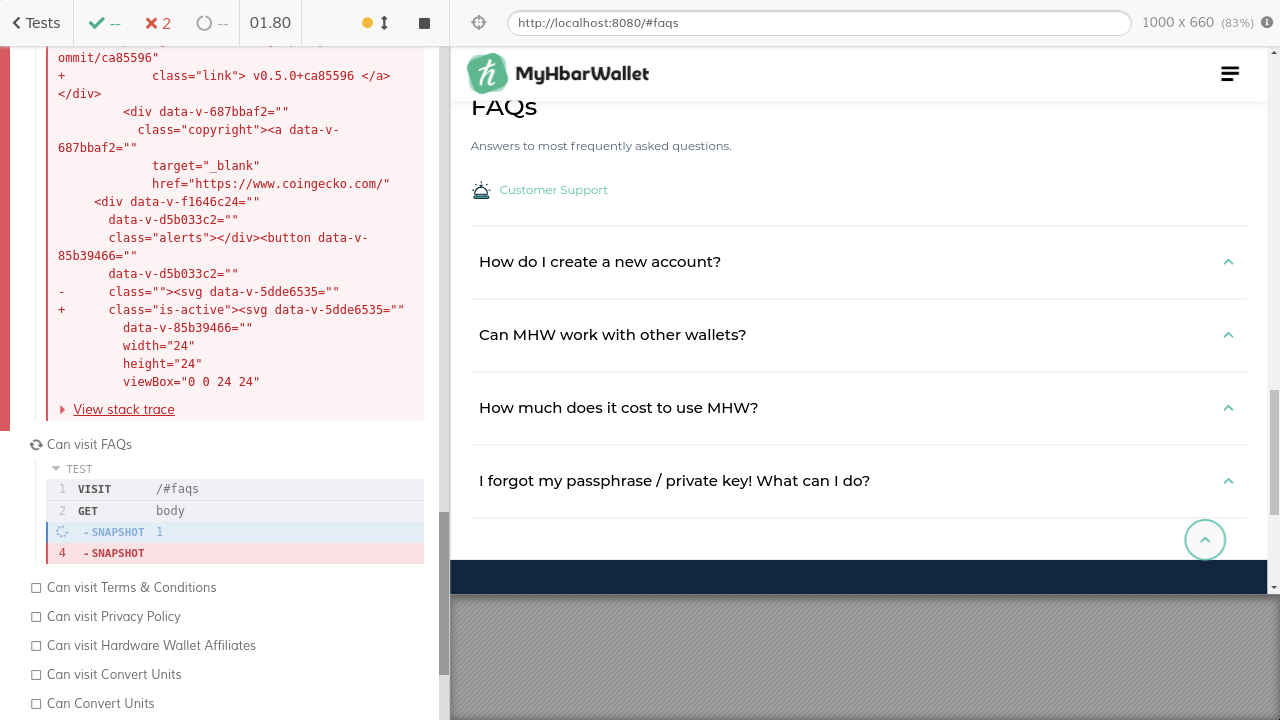 Tests
--
2
--
01.80
http://localhost:8080/#faqs
1000 x 660 (83%)
ommit/ca85596"
+ class="link"> v0.5.0+ca85596 </a>
</div>
<div data-v-687bbaf2=""
class="copyright"><a data-v-
687bbaf2=""
target="_blank"
href="https://www.coingecko.com/"
<div data-v-f1646c24=""
data-v-d5b033c2=""
class="alerts"></div><button data-v-
85b39466=""
data-v-d5b033c2=""
- class=""><svg data-v-5dde6535=""
+ class="is-active"><svg data-v-5dde6535=""
data-v-85b39466=""
width="24"
height="24"
viewBox="0 0 24 24"
View stack trace
Can visit FAQs
TEST
1 VISIT /#faqs
2 GET body
- SNAPSHOT 1
4 - SNAPSHOT
Can visit Terms & Conditions
Can visit Privacy Policy
Can visit Hardware Wallet Affiliates
Can visit Convert Units
Can Convert Units
MyHbarWallet
FAQs
Answers to most frequently asked questions.
Customer Support
How do I create a new account?
Can MHW work with other wallets?
How much does it cost to use MHW?
I forgot my passphrase / private key! What can I do?